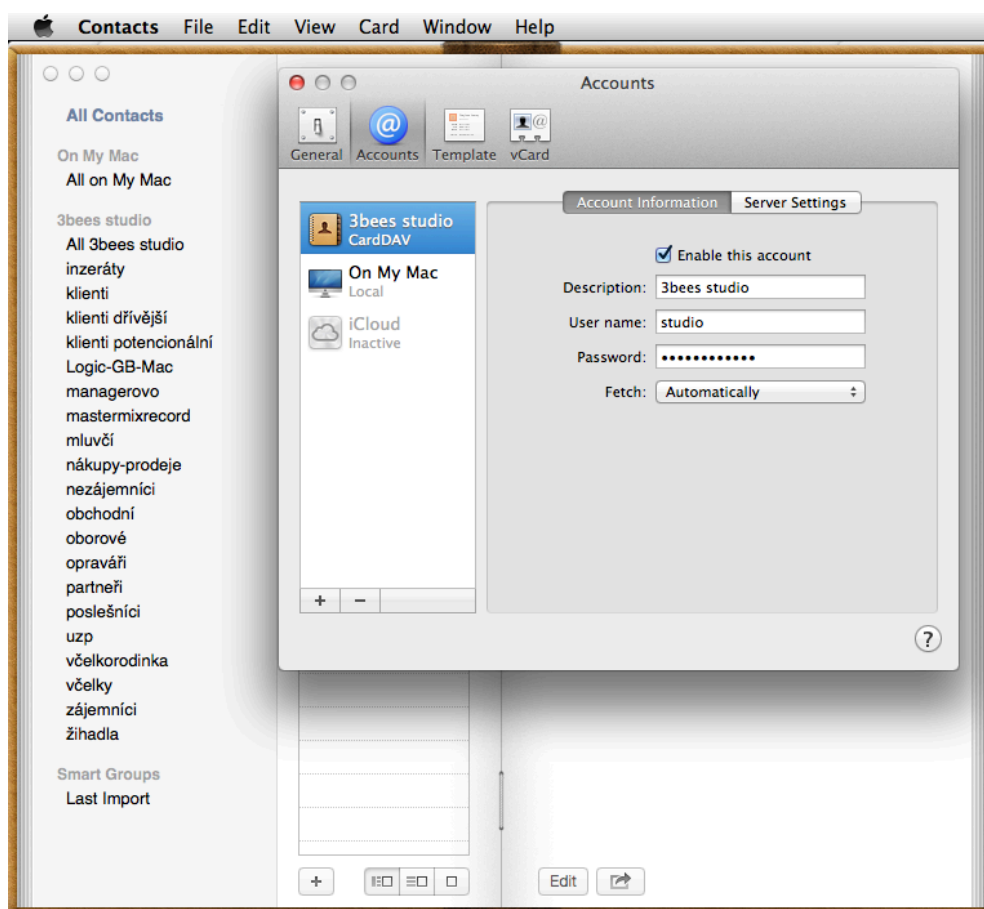 Contacts File Edit View Card Window Help
All Contacts
On My Mac
All on My Mac
3bees studio
All 3bees studio
inzeráty
klienti
klienti dřívější
klienti potencionální
Logic-GB-Mac
managerovo
mastermixrecord
mluvčí
nákupy-prodeje
nezájemníci
obchodní
oborové
opraváři
partneři
poslešníci
uzp
včelkorodinka
včelky
zájemníci
žihadla
Smart Groups
Last Import
Accounts
General Accounts Template vCard
3bees studio
CardDAV
On My Mac
Local
iCloud
Inactive
+ −
Account Information Server Settings
Enable this account
Description: 3bees studio
User name: studio
Password: ••••••••••••
Fetch: Automatically
?
+
Edit